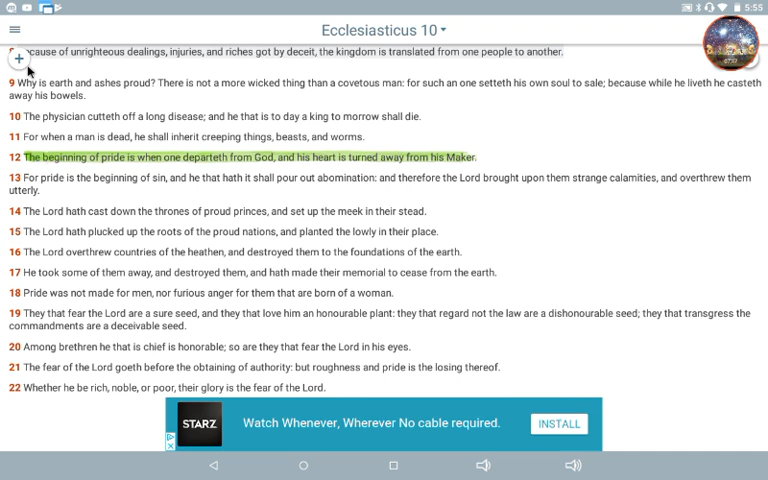 5:55
Ecclesiasticus 10
because of unrighteous dealings, injuries, and riches got by deceit, the kingdom is translated from one people to another.
+
9 Why is earth and ashes proud? There is not a more wicked thing than a covetous man: for such an one setteth his own soul to sale; because while he liveth he casteth
away his bowels.
10 The physician cutteth off a long disease; and he that is to day a king to morrow shall die.
11 For when a man is dead, he shall inherit creeping things, beasts, and worms.
12 The beginning of pride is when one departeth from God, and his heart is turned away from his Maker.
13 For pride is the beginning of sin, and he that hath it shall pour out abomination: and therefore the Lord brought upon them strange calamities, and overthrew them
utterly.
14 The Lord hath cast down the thrones of proud princes, and set up the meek in their stead.
15 The Lord hath plucked up the roots of the proud nations, and planted the lowly in their place.
16 The Lord overthrew countries of the heathen, and destroyed them to the foundations of the earth.
17 He took some of them away, and destroyed them, and hath made their memorial to cease from the earth.
18 Pride was not made for men, nor furious anger for them that are born of a woman.
19 They that fear the Lord are a sure seed, and they that love him an honourable plant: they that regard not the law are a dishonourable seed; they that transgress the
commandments are a deceivable seed.
20 Among brethren he that is chief is honorable; so are they that fear the Lord in his eyes.
21 The fear of the Lord goeth before the obtaining of authority: but roughness and pride is the losing thereof.
22 Whether he be rich, noble, or poor, their glory is the fear of the Lord.
STARZ
Watch Whenever, Wherever No cable required.
INSTALL